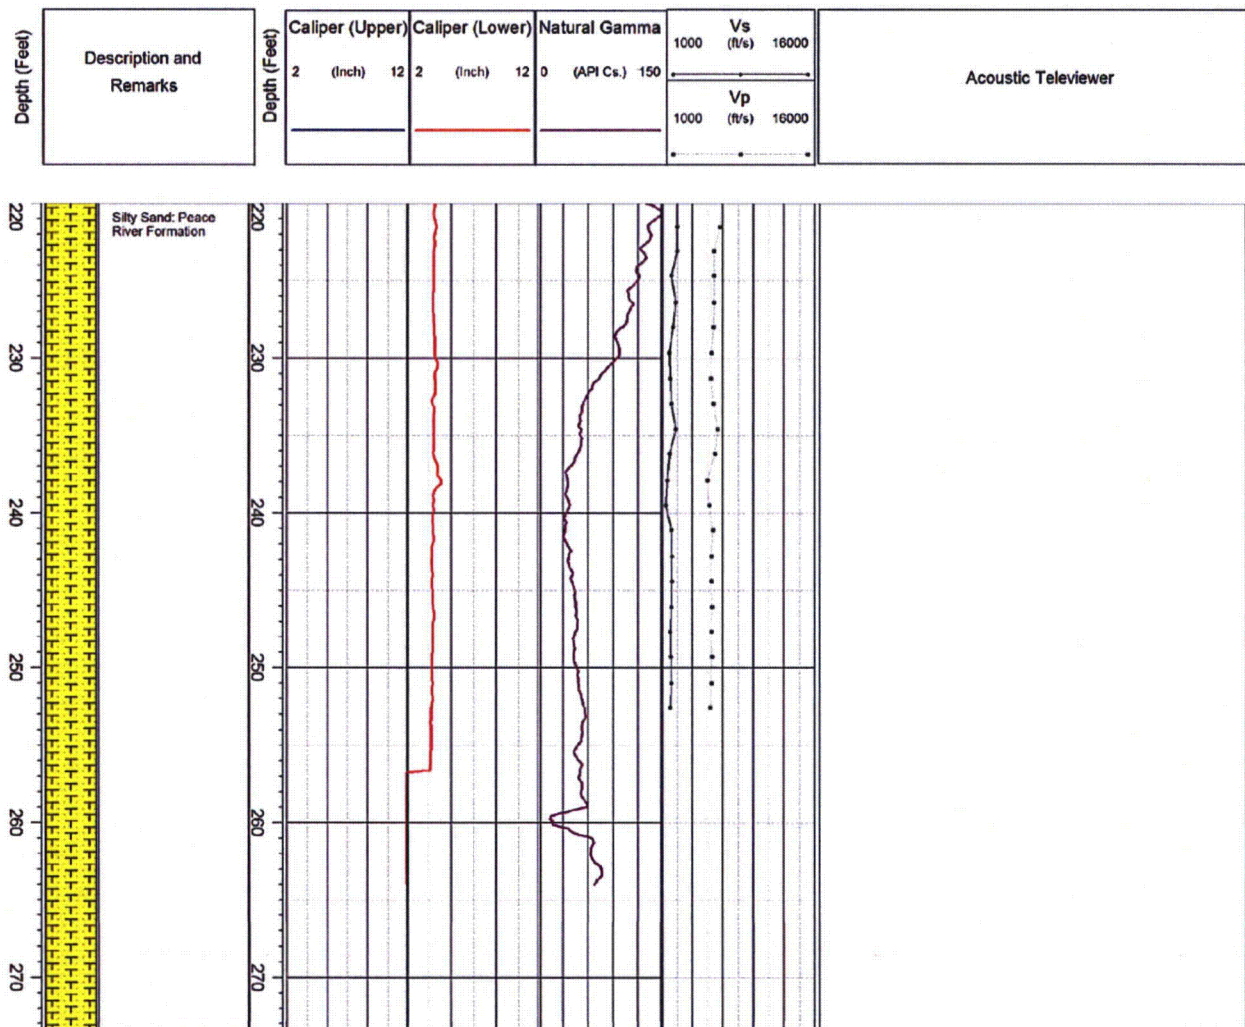 Depth (Feet)
Description and
Remarks
Depth (Feet)
Caliper (Upper)
2 (Inch) 12
Caliper (Lower)
2 (Inch) 12
Natural Gamma
0 (API Cs.) 150
Vs
1000 (ft/s) 16000
Vp
1000 (ft/s) 16000
Acoustic Televiewer
220
Silty Sand: Peace
River Formation
220
230
230
240
240
250
250
260
260
270
270